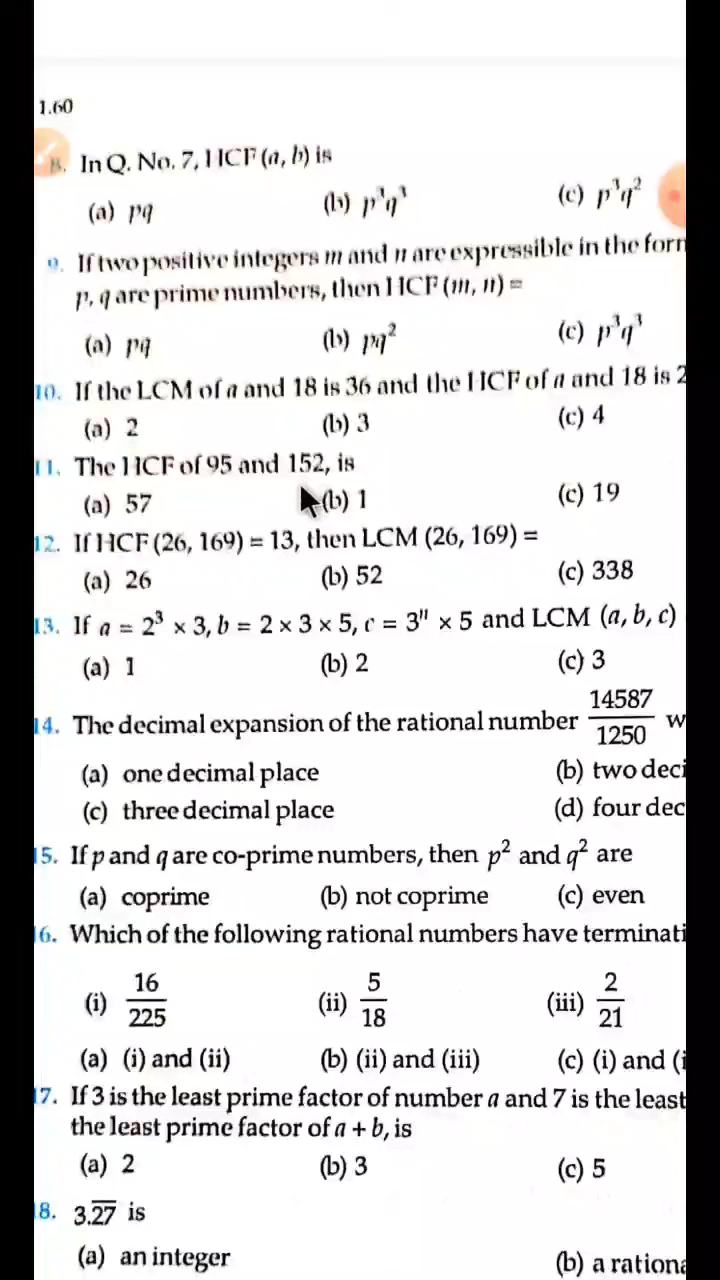 1.60
8. In Q. No. 7, HCF (a, b) is
(a) pq (b) p³q³ (c) p³q²
9. If two positive integers m and n are expressible in the form
p, q are prime numbers, then HCF (m, n) =
(a) pq (b) pq² (c) p³q³
10. If the LCM of a and 18 is 36 and the HCF of a and 18 is 2
(a) 2 (b) 3 (c) 4
11. The HCF of 95 and 152, is
(a) 57 (b) 1 (c) 19
12. If HCF (26, 169) = 13, then LCM (26, 169) =
(a) 26 (b) 52 (c) 338
13. If a = 2³ × 3, b = 2 × 3 × 5, c = 3ⁿ × 5 and LCM (a, b, c)
(a) 1 (b) 2 (c) 3
14. The decimal expansion of the rational number 14587/1250 w
(a) one decimal place (b) two deci
(c) three decimal place (d) four dec
15. If p and q are co-prime numbers, then p² and q² are
(a) coprime (b) not coprime (c) even
16. Which of the following rational numbers have terminati
(i) 16/225 (ii) 5/18 (iii) 2/21
(a) (i) and (ii) (b) (ii) and (iii) (c) (i) and (i
17. If 3 is the least prime factor of number a and 7 is the least
the least prime factor of a + b, is
(a) 2 (b) 3 (c) 5
18. 3.2̅7̅ is
(a) an integer (b) a rationa